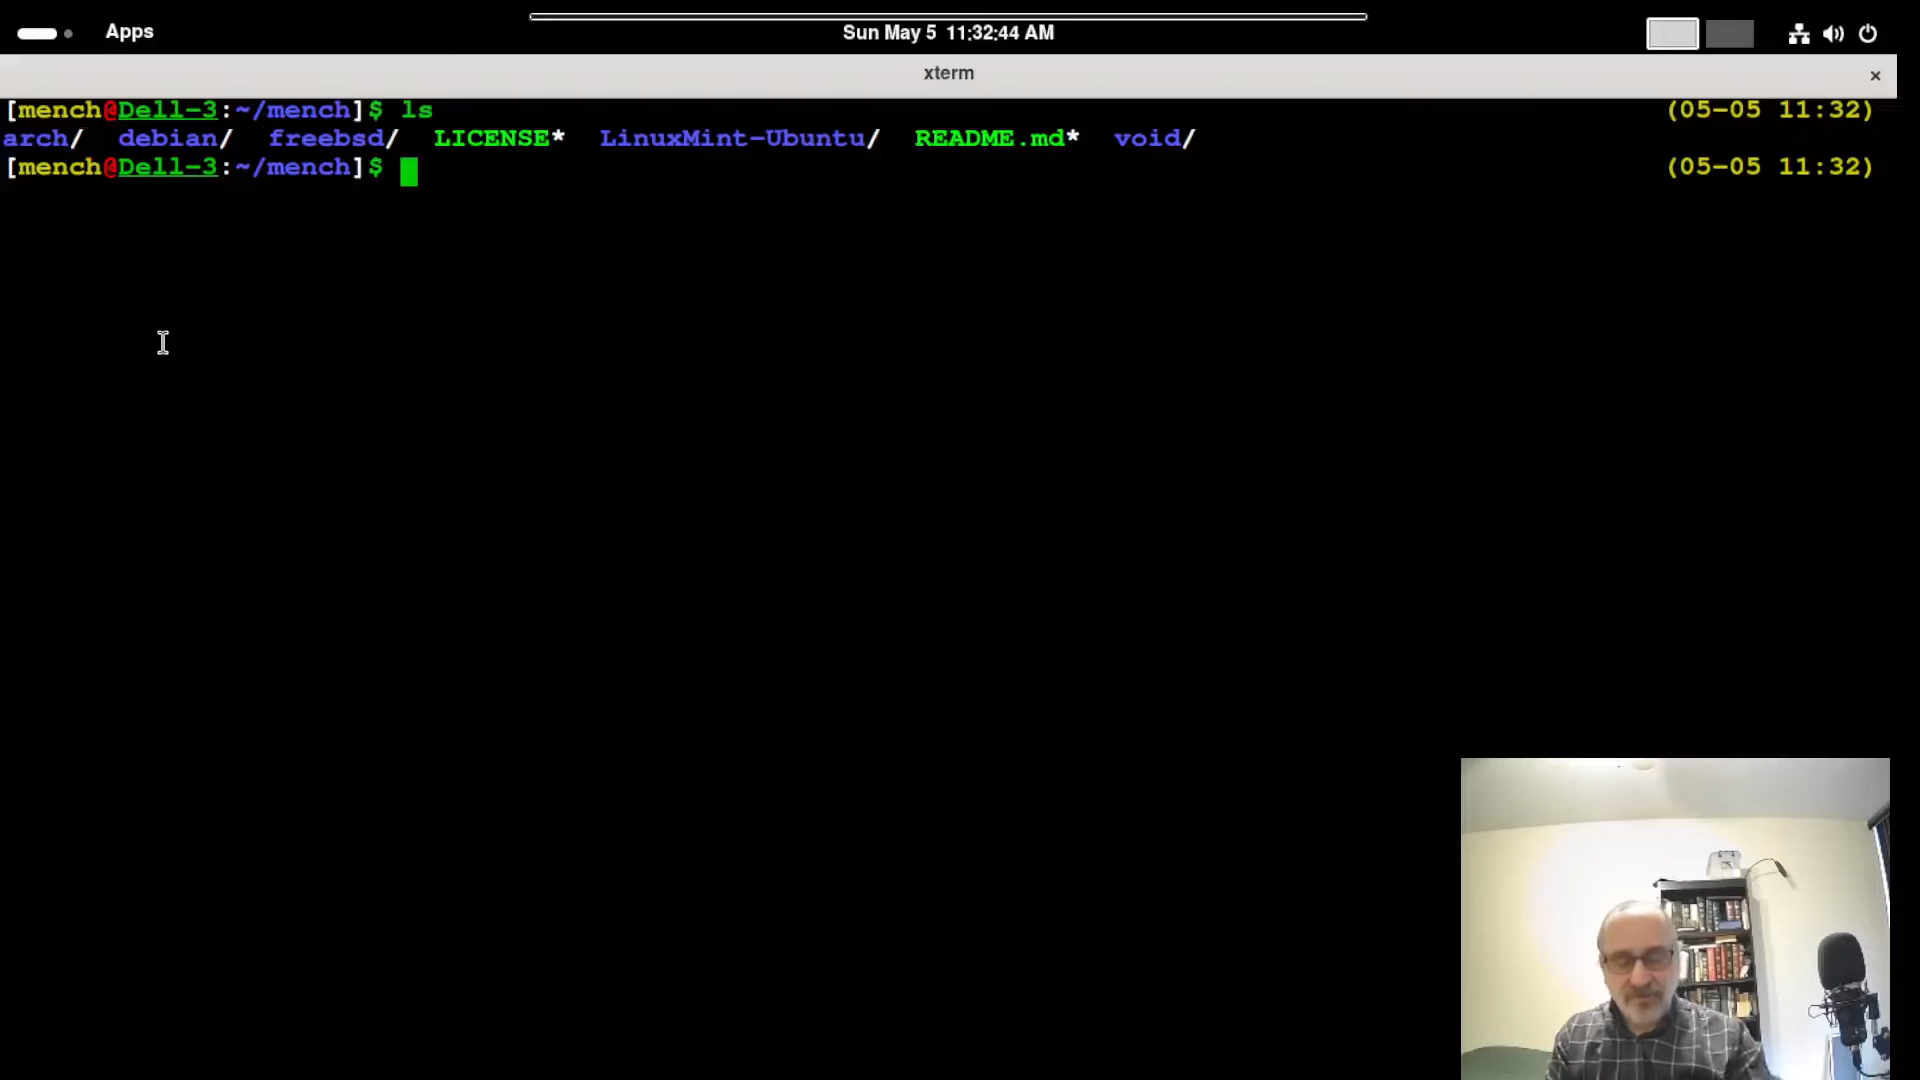 Apps
Sun May 5 11:32:44 AM
xterm
×
[mench@Dell-3:~/mench]$ ls (05-05 11:32)
arch/ debian/ freebsd/ LICENSE* LinuxMint-Ubuntu/ README.md* void/
[mench@Dell-3:~/mench]$ (05-05 11:32)